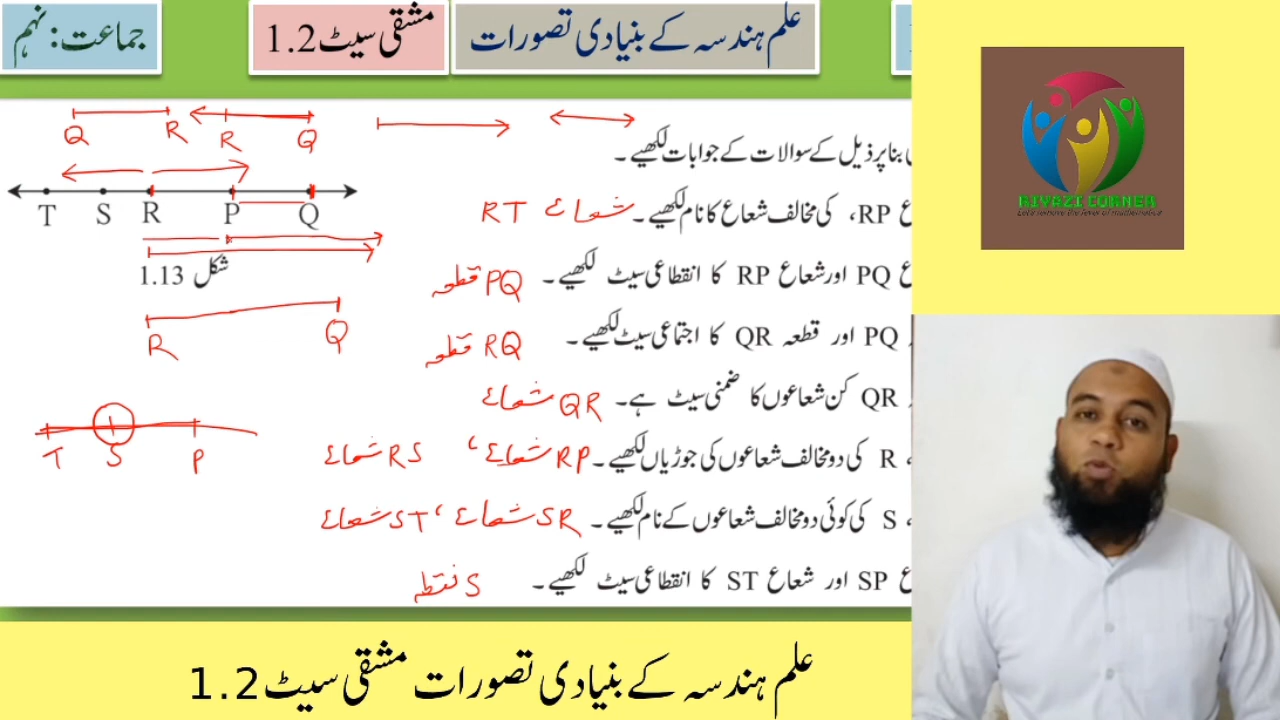 علم ہندسہ کے بنیادی تصورات
مشقی سیٹ 1.2
جماعت: نہم
بنا پر ذیل کے سوالات کے جوابات لکھیے۔
Q R R Q
T S R P Q
شکل 1.13
RP، کی مخالف شعاع کا نام لکھیے۔ شعاع RT
PQ اور شعاع RP کا انقطاعی سیٹ لکھیے۔ PQ قطعہ
PQ اور قطعہ QR کا اجتماعی سیٹ لکھیے۔ RQ قطعہ
R Q
QR کن شعاعوں کا ضمنی سیٹ ہے۔ QR شعاع
R کی دو مخالف شعاعوں کی جوڑیاں لکھیے۔ RP شعاع، RS شعاع
T S P
S کی کوئی دو مخالف شعاعوں کے نام لکھیے۔ SR شعاع، ST شعاع
SP اور شعاع ST کا انقطاعی سیٹ لکھیے۔ S نقطہ
علم ہندسہ کے بنیادی تصورات مشقی سیٹ 1.2
RIYAZI CORNER